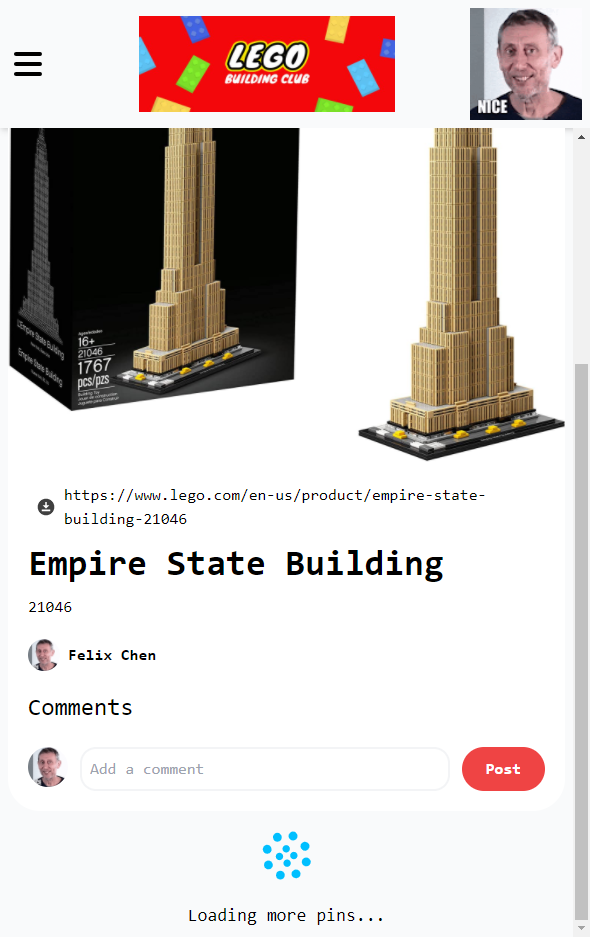 LEGO
BUILDING CLUB
NICE
Empire State Building
Empire State Building
16+
21046
1767
pcs/pzs
https://www.lego.com/en-us/product/empire-state-
building-21046
Empire State Building
21046
Felix Chen
Comments
Add a comment
Post
Loading more pins...